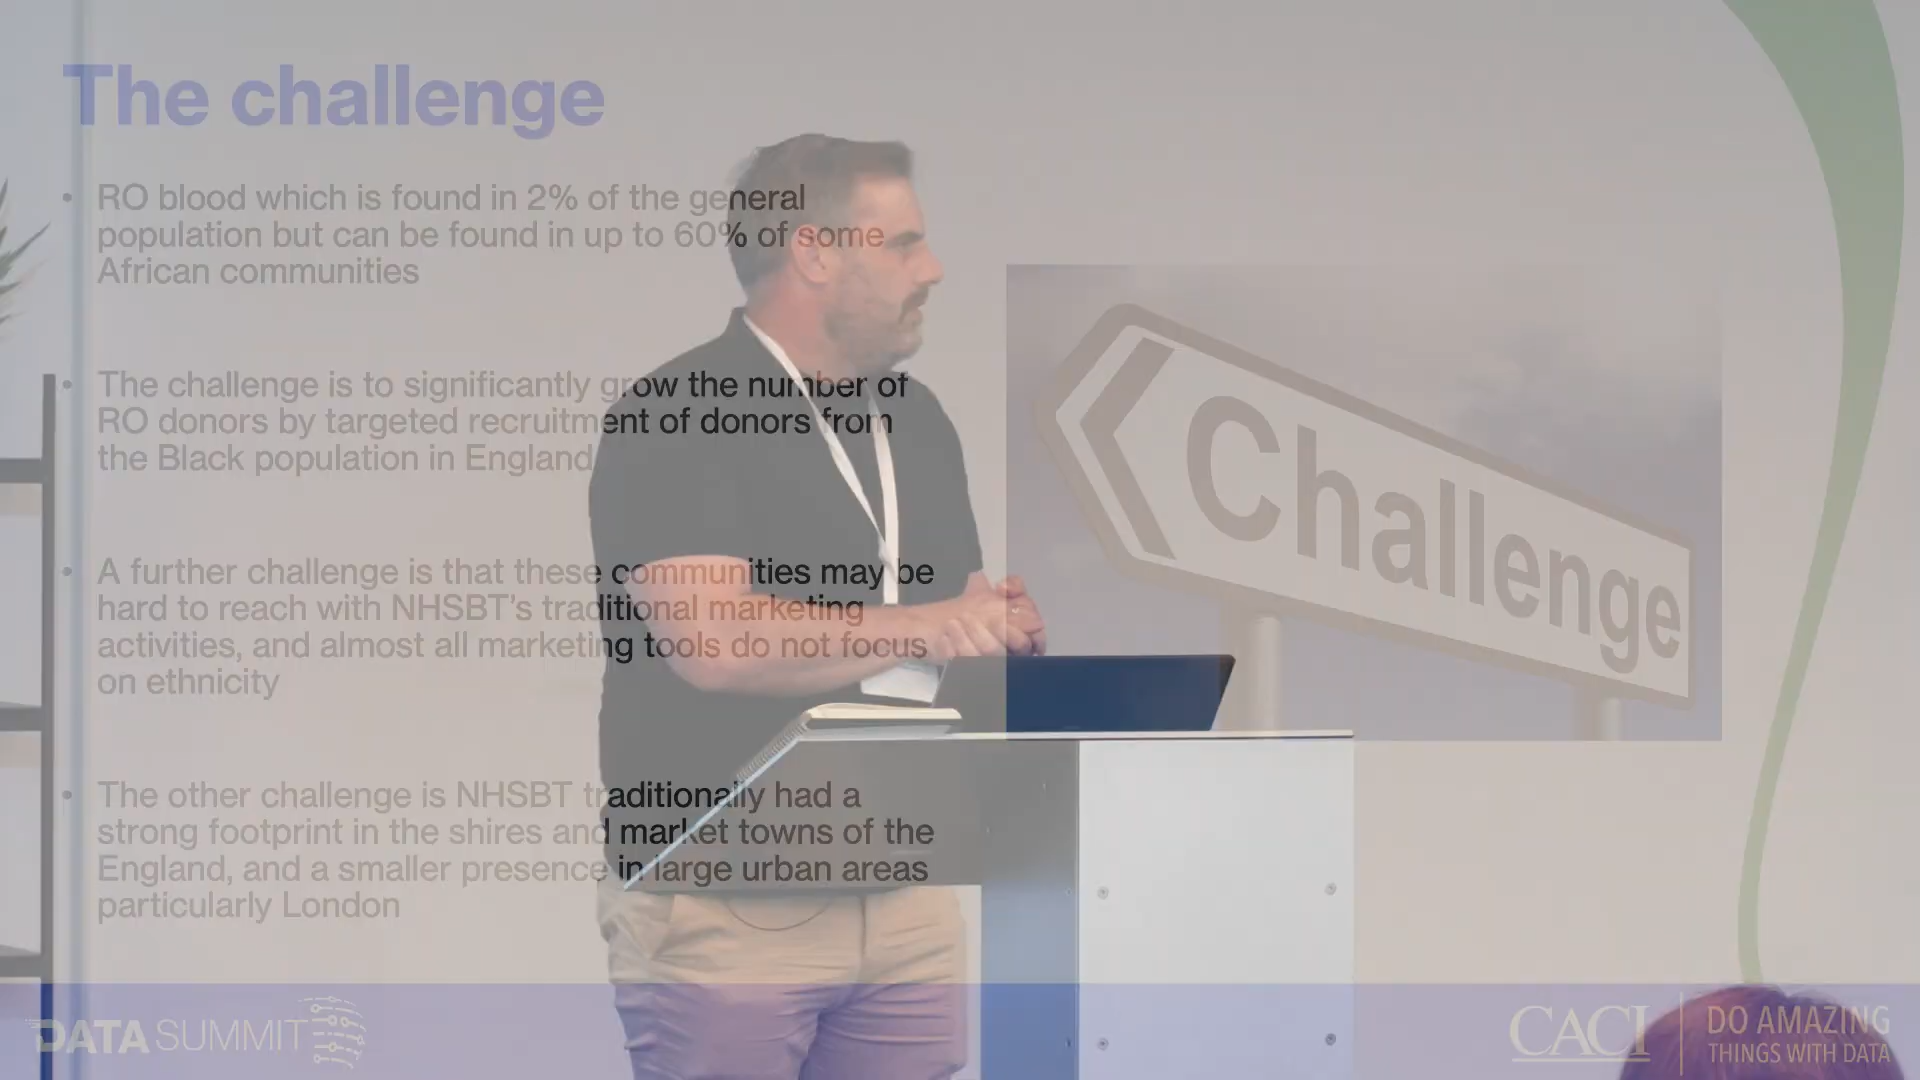 The challenge
• RO blood which is found in 2% of the general
population but can be found in up to 60% of some
African communities
• The challenge is to significantly grow the number of
RO donors by targeted recruitment of donors from
the Black population in England
• A further challenge is that these communities may be
hard to reach with NHSBT’s traditional marketing
activities, and almost all marketing tools do not focus
on ethnicity
• The other challenge is NHSBT traditionally had a
strong footprint in the shires and market towns of the
England, and a smaller presence in large urban areas
particularly London
Challenge
DATA SUMMIT
CACI
DO AMAZING
THINGS WITH DATA